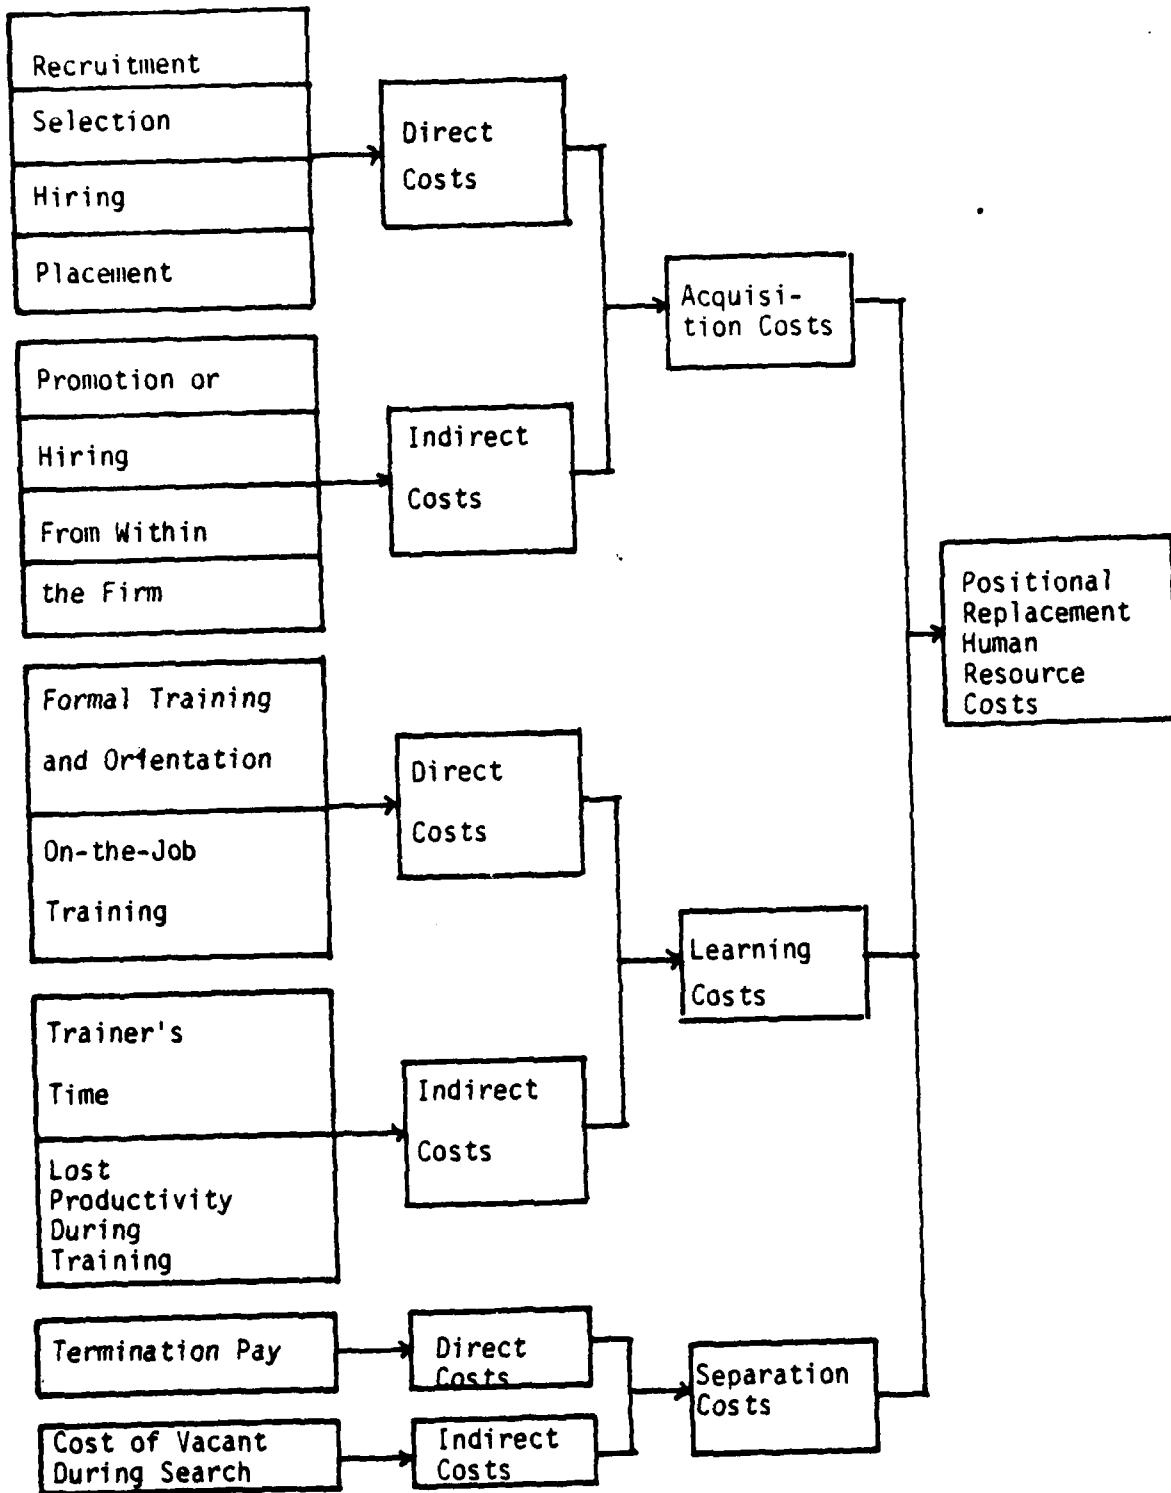 Recruitment
Selection
Hiring
Placement
Direct
Costs
Promotion or
Hiring
From Within
the Firm
Indirect
Costs
Acquisi-
tion Costs
Formal Training
and Orientation
On-the-Job
Training
Direct
Costs
Trainer's
Time
Lost
Productivity
During
Training
Indirect
Costs
Learning
Costs
Termination Pay
Direct
Costs
Cost of Vacant
During Search
Indirect
Costs
Separation
Costs
Positional
Replacement
Human
Resource
Costs